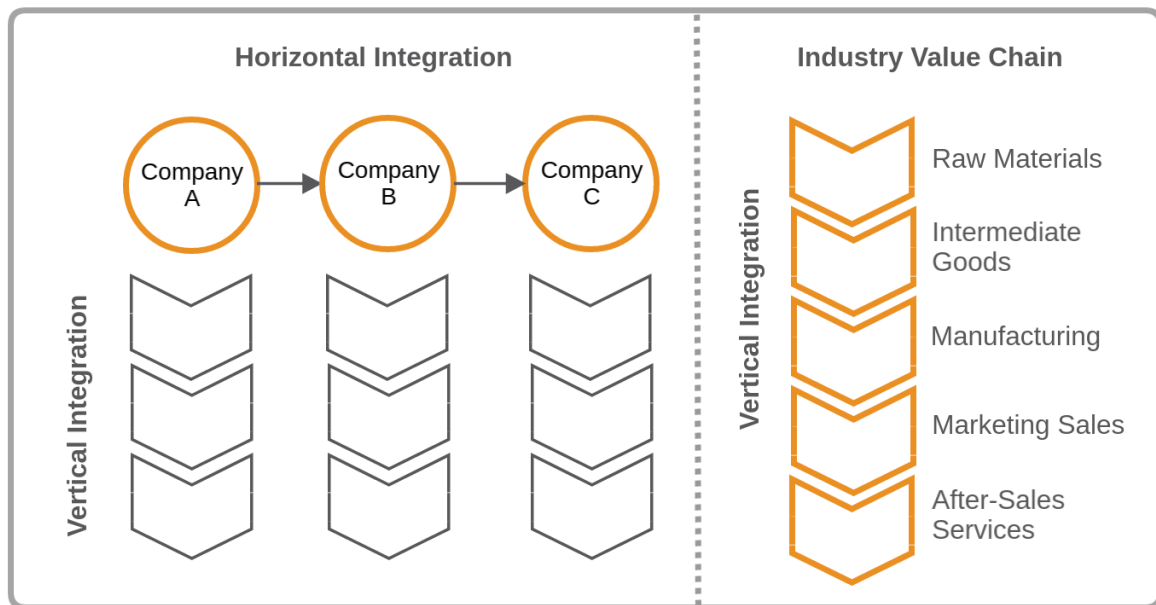 Horizontal Integration
Company
A
Company
B
Company
C
Vertical Integration
Industry Value Chain
Vertical Integration
Raw Materials
Intermediate
Goods
Manufacturing
Marketing Sales
After-Sales
Services